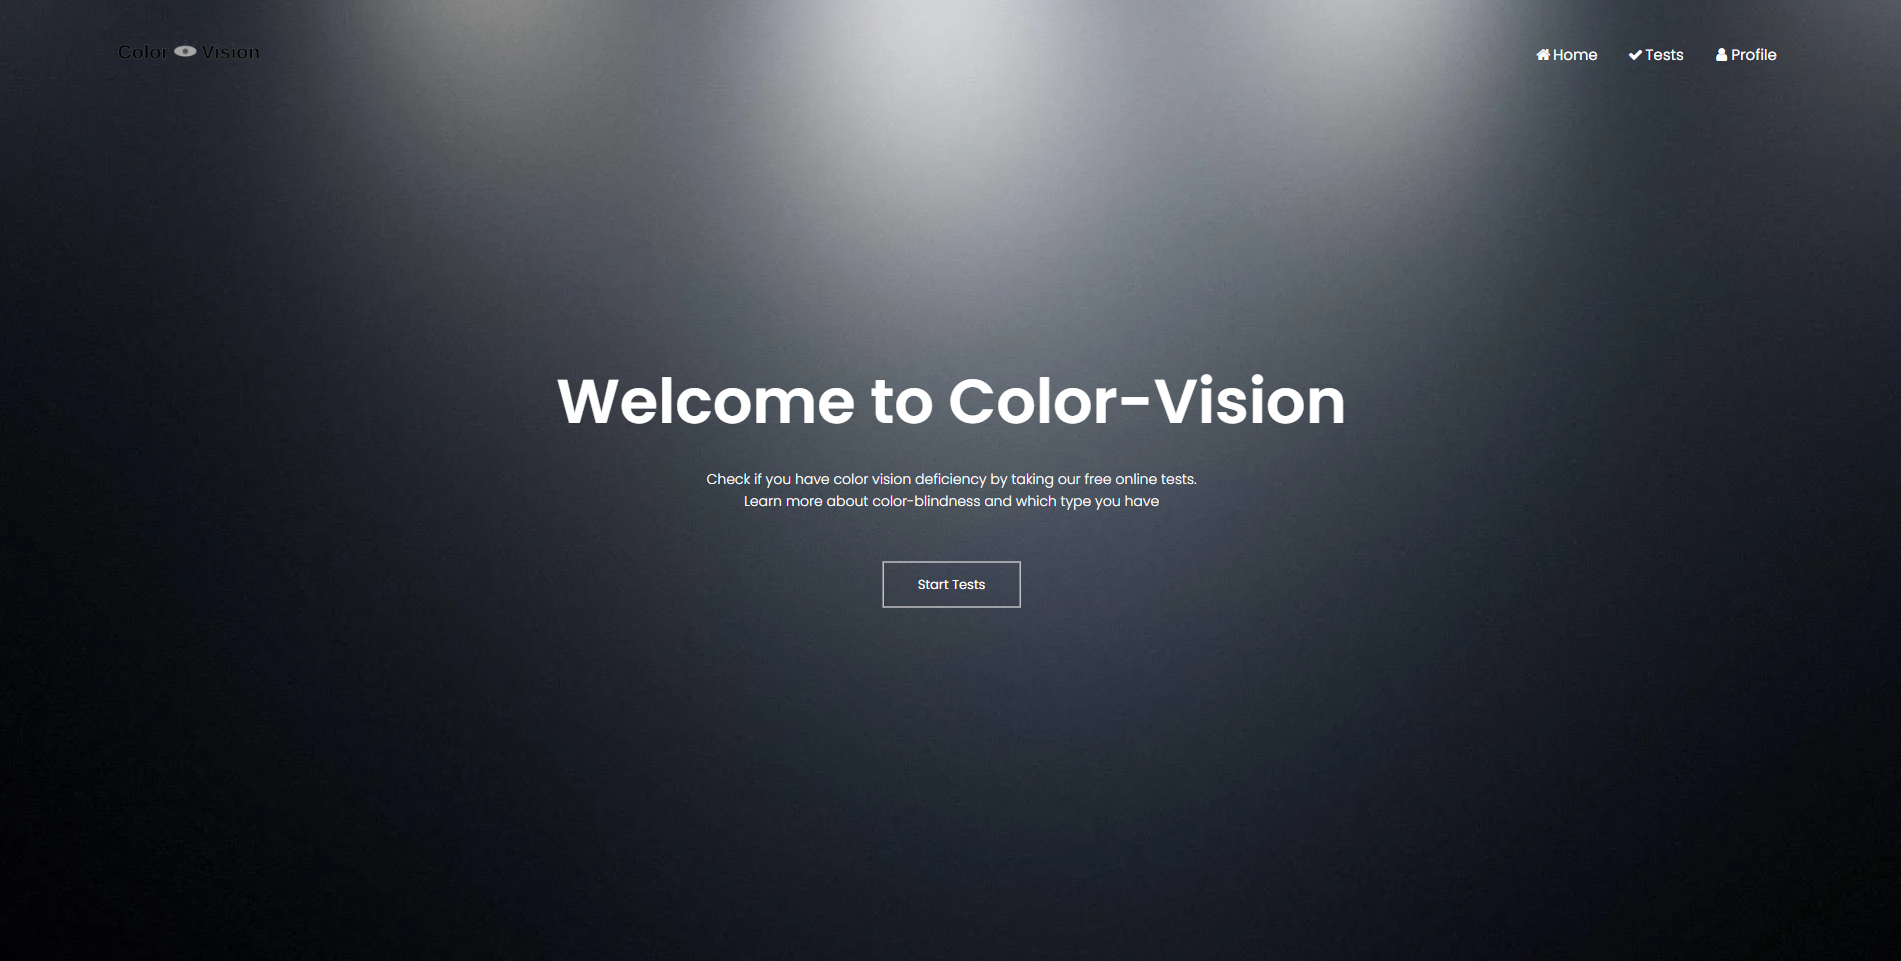 Color Vision
Home Tests Profile
Welcome to Color-Vision
Check if you have color vision deficiency by taking our free online tests.
Learn more about color-blindness and which type you have
Start Tests